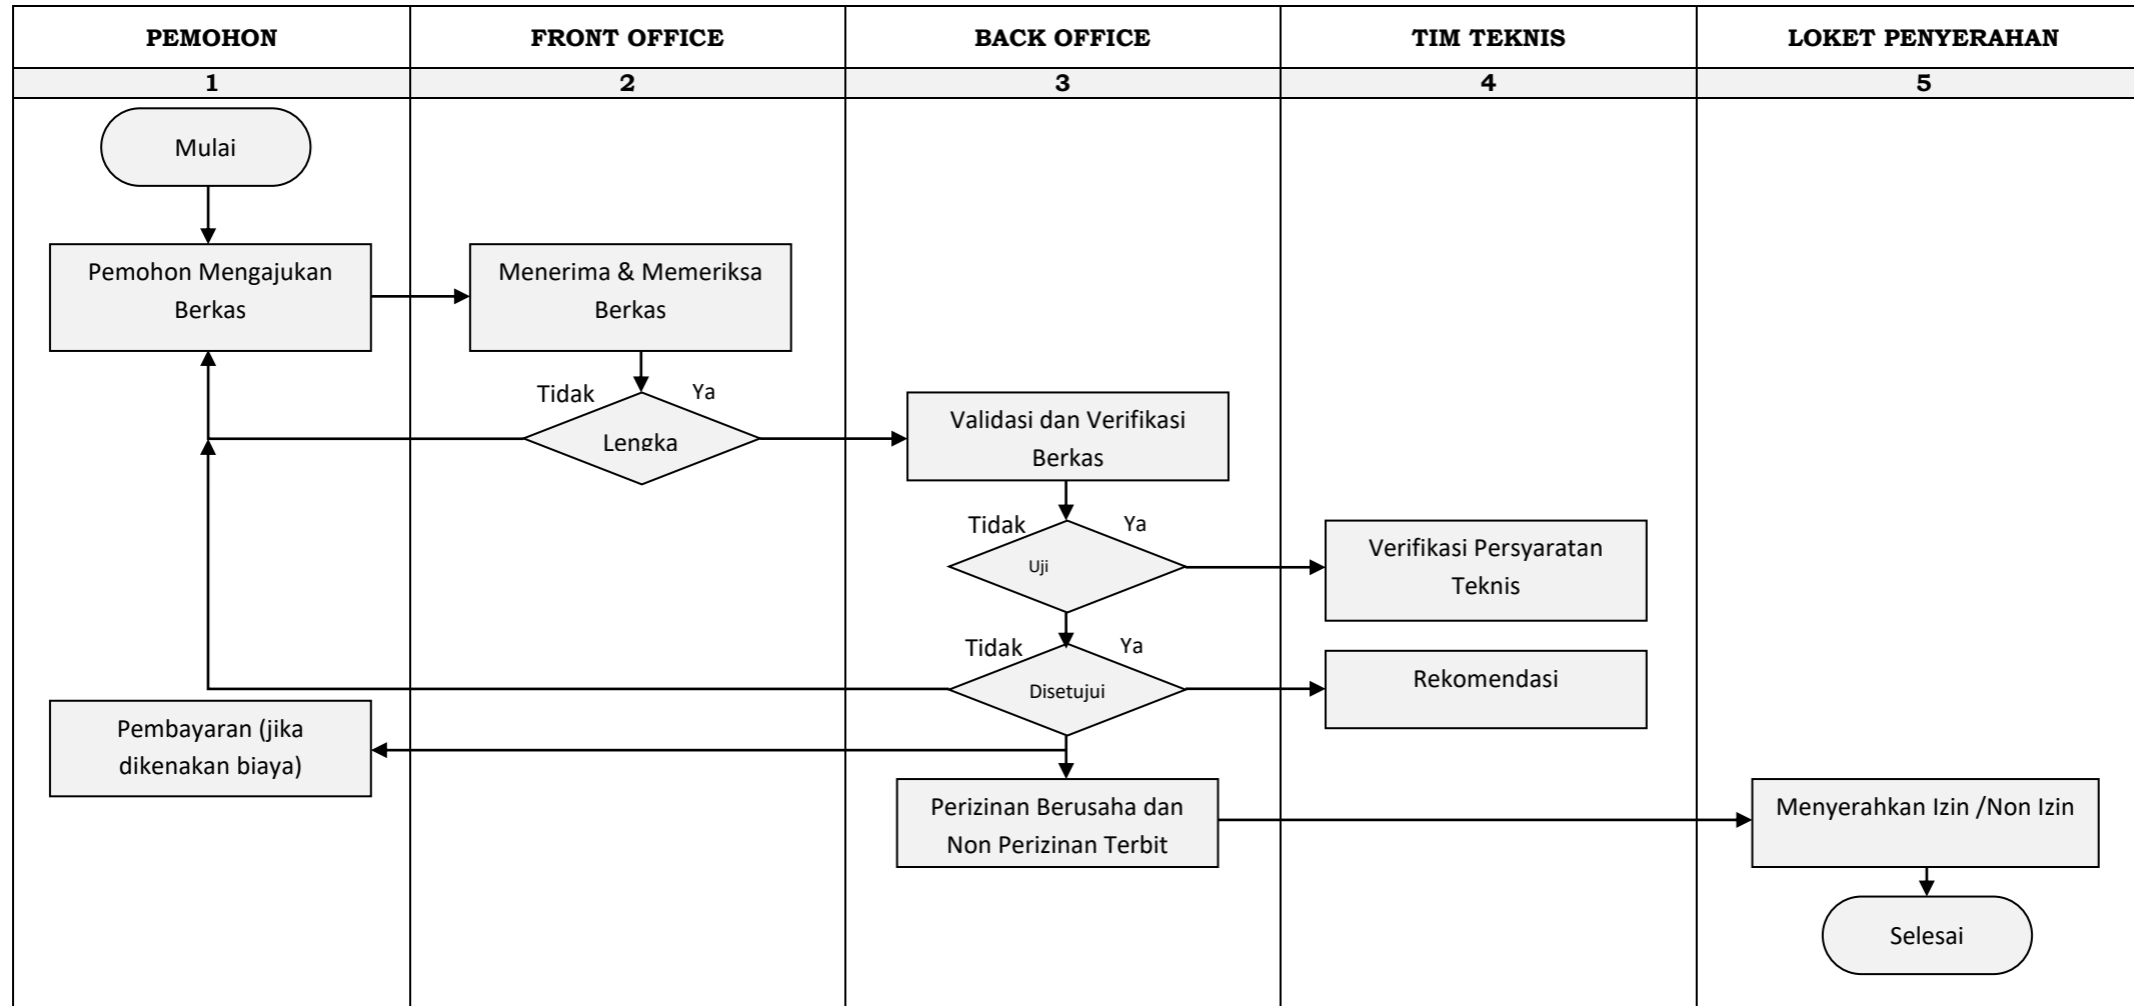 PEMOHON
FRONT OFFICE
BACK OFFICE
TIM TEKNIS
LOKET PENYERAHAN
1
2
3
4
5
Mulai
Pemohon Mengajukan
Berkas
Menerima & Memeriksa
Berkas
Tidak
Ya
Lengka
Validasi dan Verifikasi
Berkas
Tidak
Ya
Uji
Verifikasi Persyaratan
Teknis
Tidak
Ya
Disetujui
Rekomendasi
Pembayaran (jika
dikenakan biaya)
Perizinan Berusaha dan
Non Perizinan Terbit
Menyerahkan Izin /Non Izin
Selesai